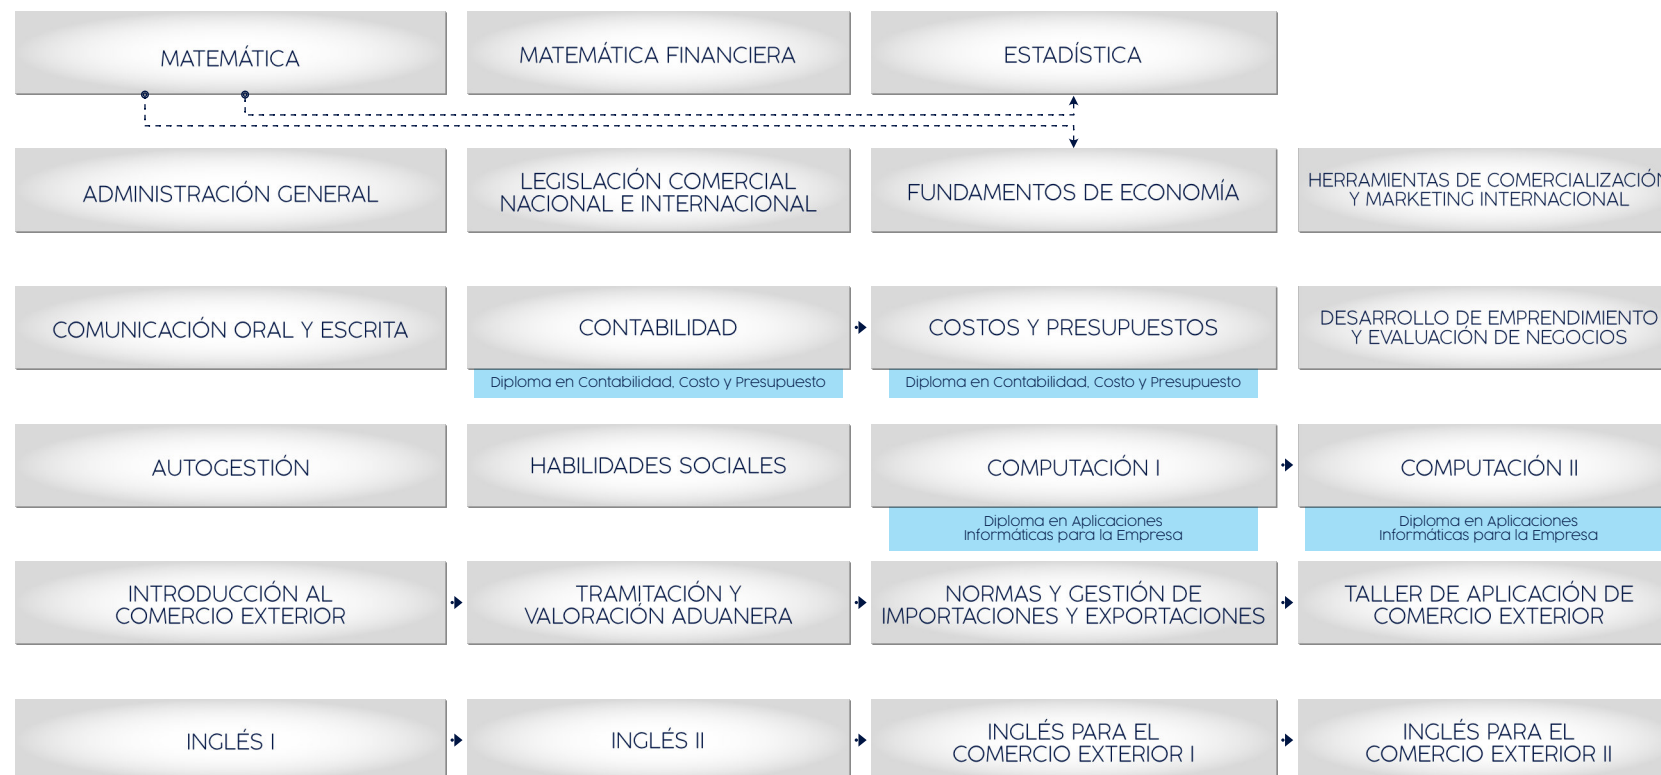 MATEMÁTICA
MATEMÁTICA FINANCIERA
ESTADÍSTICA
ADMINISTRACIÓN GENERAL
LEGISLACIÓN COMERCIAL
NACIONAL E INTERNACIONAL
FUNDAMENTOS DE ECONOMÍA
HERRAMIENTAS DE COMERCIALIZACIÓN
Y MARKETING INTERNACIONAL
COMUNICACIÓN ORAL Y ESCRITA
CONTABILIDAD
Diploma en Contabilidad, Costo y Presupuesto
COSTOS Y PRESUPUESTOS
Diploma en Contabilidad, Costo y Presupuesto
DESARROLLO DE EMPRENDIMIENTO
Y EVALUACIÓN DE NEGOCIOS
AUTOGESTIÓN
HABILIDADES SOCIALES
COMPUTACIÓN I
Diploma en Aplicaciones
Informáticas para la Empresa
COMPUTACIÓN II
Diploma en Aplicaciones
Informáticas para la Empresa
INTRODUCCIÓN AL
COMERCIO EXTERIOR
TRAMITACIÓN Y
VALORACIÓN ADUANERA
NORMAS Y GESTIÓN DE
IMPORTACIONES Y EXPORTACIONES
TALLER DE APLICACIÓN DE
COMERCIO EXTERIOR
INGLÉS I
INGLÉS II
INGLÉS PARA EL
COMERCIO EXTERIOR I
INGLÉS PARA EL
COMERCIO EXTERIOR II